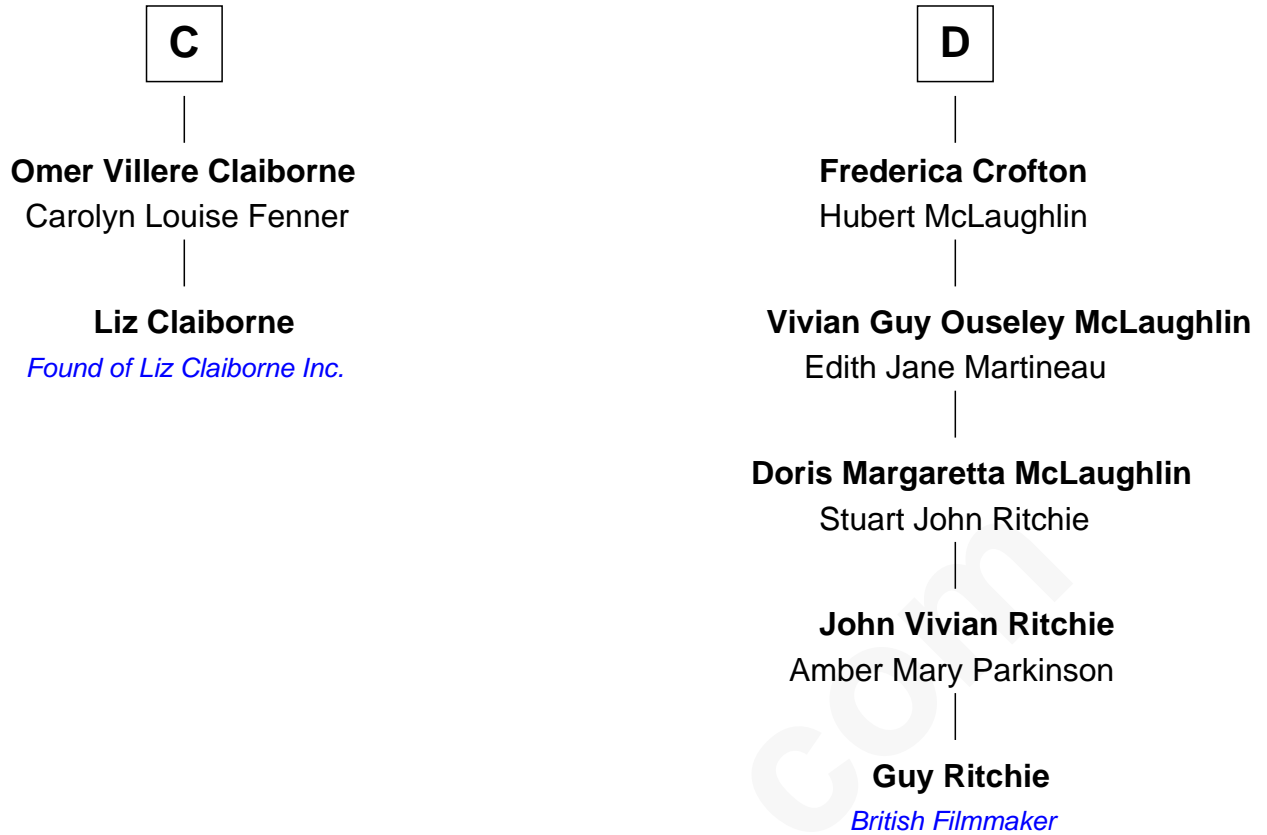 C
Omer Villere Claiborne
Carolyn Louise Fenner
Liz Claiborne
Found of Liz Claiborne Inc.
D
Frederica Crofton
Hubert McLaughlin
Vivian Guy Ouseley McLaughlin
Edith Jane Martineau
Doris Margaretta McLaughlin
Stuart John Ritchie
John Vivian Ritchie
Amber Mary Parkinson
Guy Ritchie
British Filmmaker
com